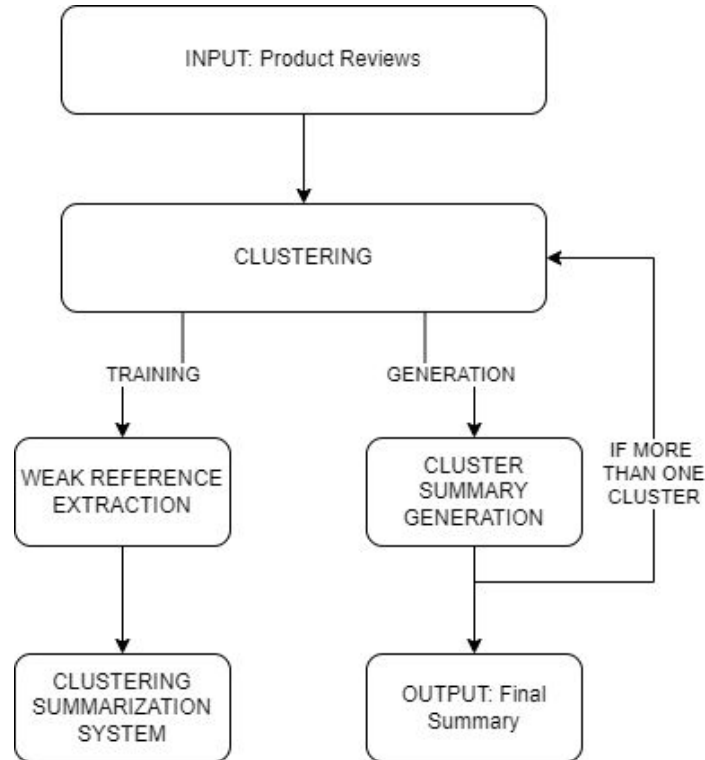 INPUT: Product Reviews
CLUSTERING
TRAINING
GENERATION
WEAK REFERENCE
EXTRACTION
CLUSTER
SUMMARY
GENERATION
IF MORE
THAN ONE
CLUSTER
CLUSTERING
SUMMARIZATION
SYSTEM
OUTPUT: Final
Summary